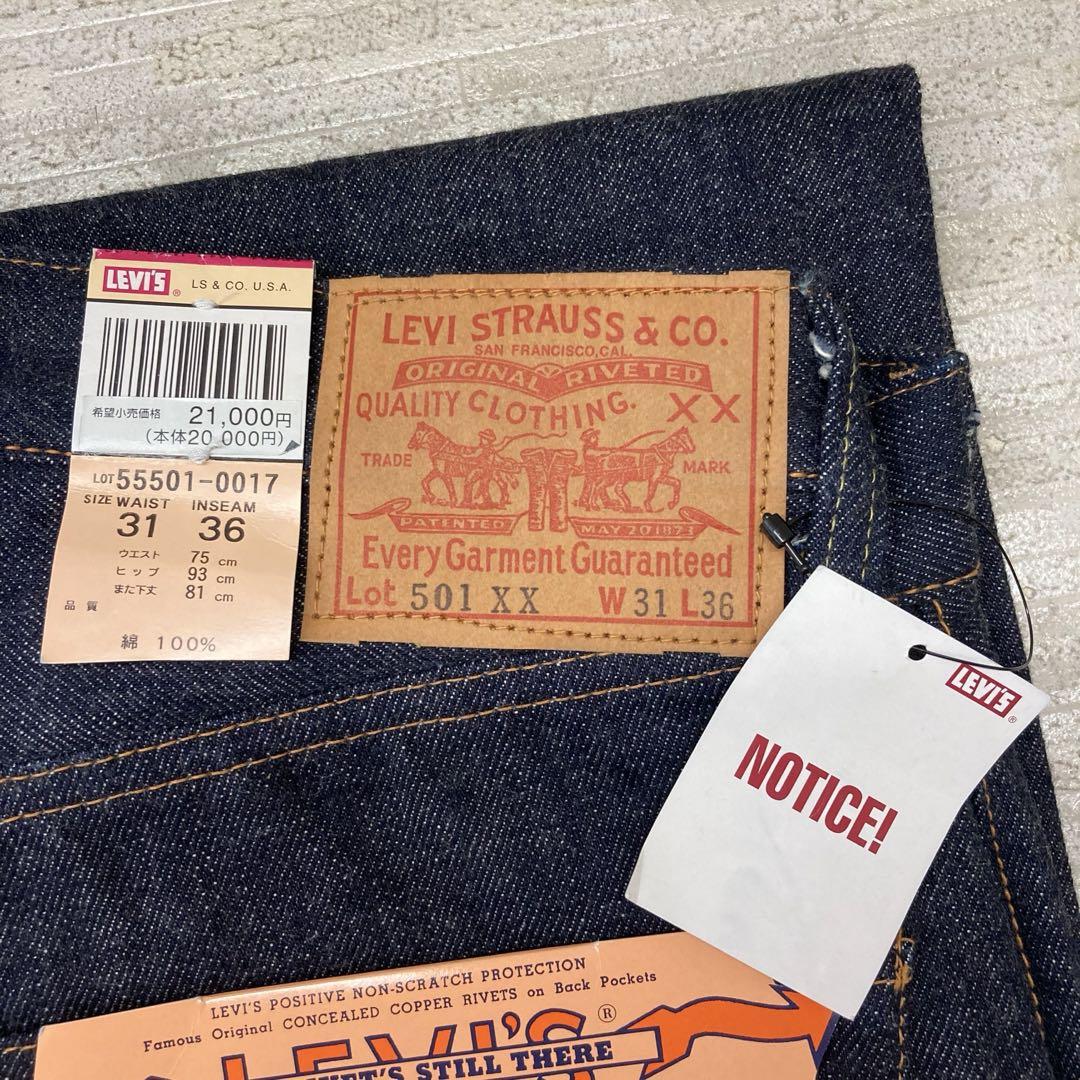 LEVI'S® LS & CO. U.S.A.
希望小売価格 21,000円
(本体20,000円)
LOT 55501-0017
SIZE WAIST INSEAM
31 36
ウエスト 75 cm
ヒップ 93 cm
また下丈 81 cm
品質
綿 100%
LEVI STRAUSS & CO.
SAN FRANCISCO, CAL.
ORIGINAL RIVETED
QUALITY CLOTHING. XX
TRADE MARK
PATENTED MAY 20 1873
Every Garment Guaranteed
Lot 501 XX W 31 L 36
LEVI'S®
NOTICE!
LEVI'S POSITIVE NON-SCRATCH PROTECTION
Famous Original CONCEALED COPPER RIVETS on Back Pockets
LEVI'S®
STILL THERE